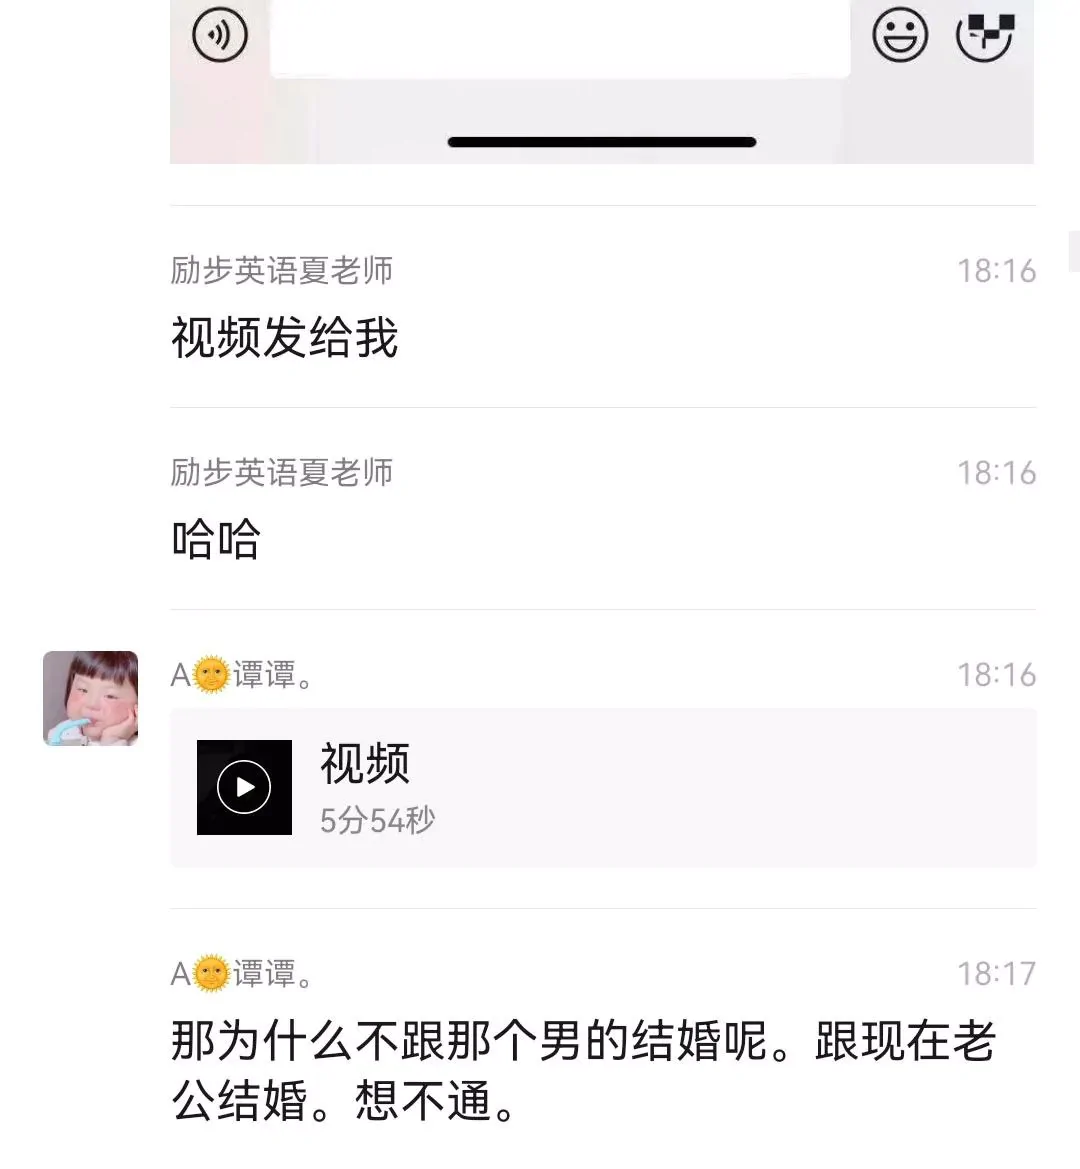 励步英语夏老师
18:16
视频发给我
励步英语夏老师
18:16
哈哈
A🌞谭谭。
18:16
视频
5分54秒
A🌞谭谭。
18:17
那为什么不跟那个男的结婚呢。跟现在老
公结婚。想不通。